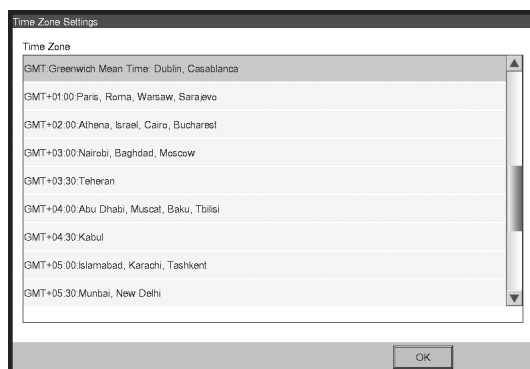 Time Zone Settings
Time Zone
GMT:Greenwich Mean Time: Dublin, Casablanca
GMT+01:00:Paris, Roma, Warsaw, Sarajevo
GMT+02:00:Athena, Israel, Cairo, Bucharest
GMT+03:00:Nairobi, Baghdad, Moscow
GMT+03:30:Teheran
GMT+04:00:Abu Dhabi, Muscat, Baku, Tbilisi
GMT+04:30:Kabul
GMT+05:00:Islamabad, Karachi, Tashkent
GMT+05:30:Munbai, New Delhi
OK